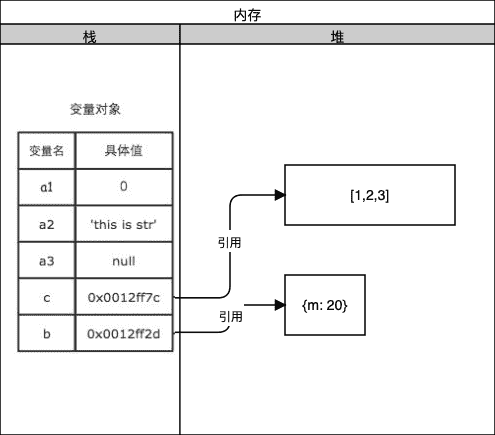 内存
栈
堆
变量对象
变量名 具体值
a1 0
a2 'this is str'
a3 null
c 0x0012ff7c
b 0x0012ff2d
引用
[1,2,3]
引用
{m: 20}